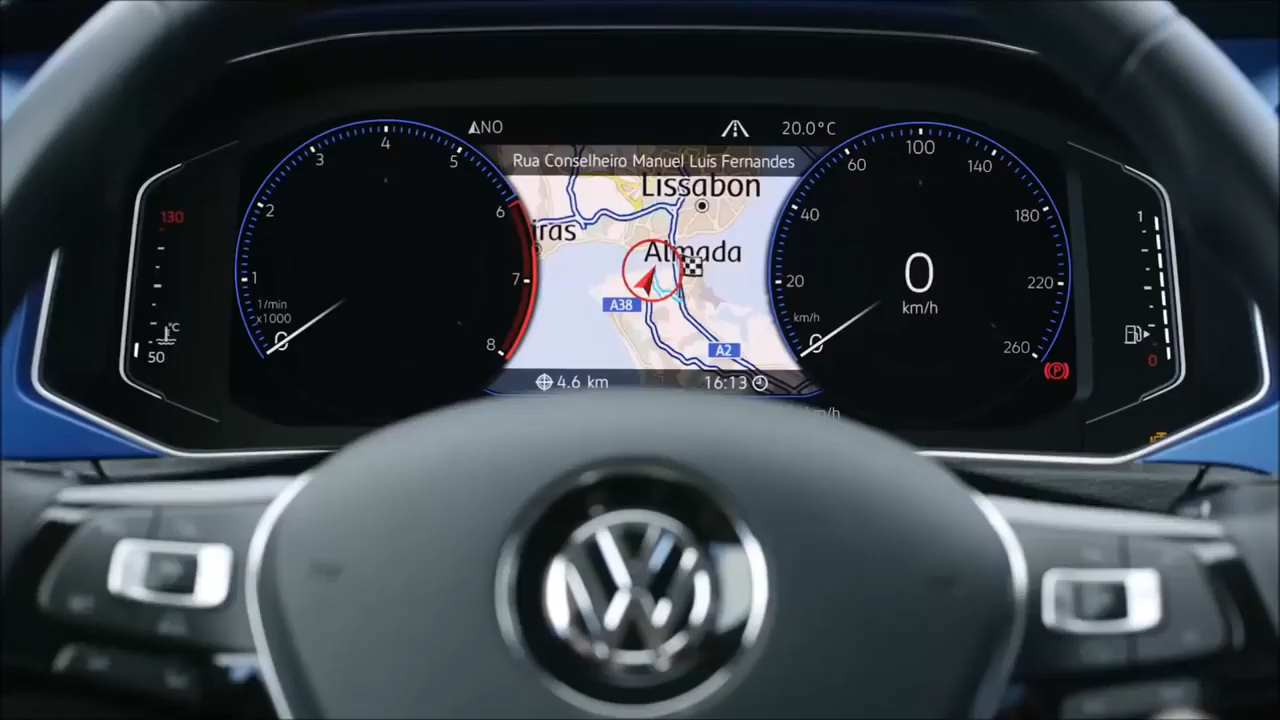 NO
20.0°C
Rua Conselheiro Manuel Luis Fernandes
Lissabon
iras
Almada
A38
A2
4.6 km
16:13
130
°C
50
0
1
2
3
4
5
6
7
8
1/min
x1000
0
20
40
60
100
140
180
220
260
km/h
0
km/h
(P)
1
0